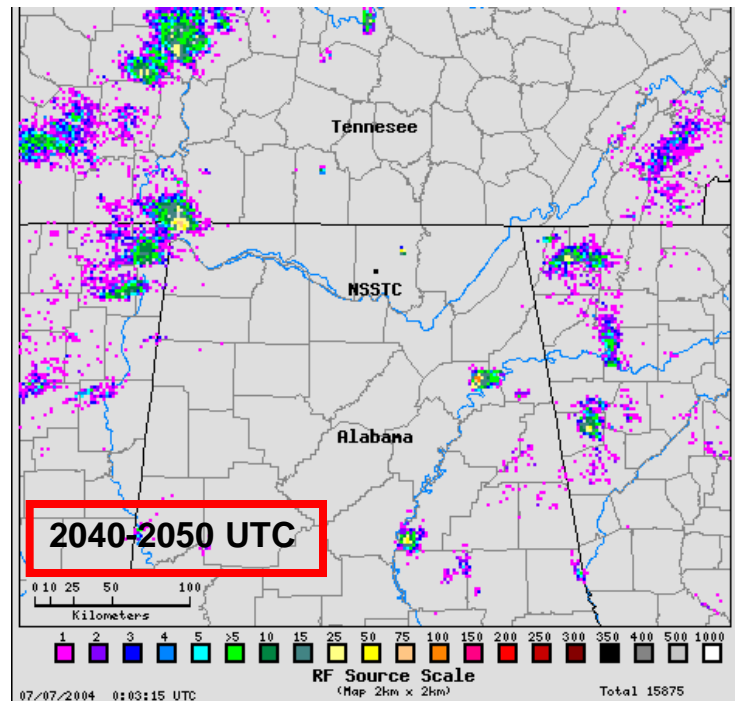 Tennesee
NSSTC
Alabama
2040-2050 UTC
0 10 25 50 100
Kilometers
1 2 3 4 5 >5 10 15 25 50 75 100 150 200 250 300 350 400 500 1000
RF Source Scale
(Map 2km x 2km)
07/07/2004 0:03:15 UTC Total 15875